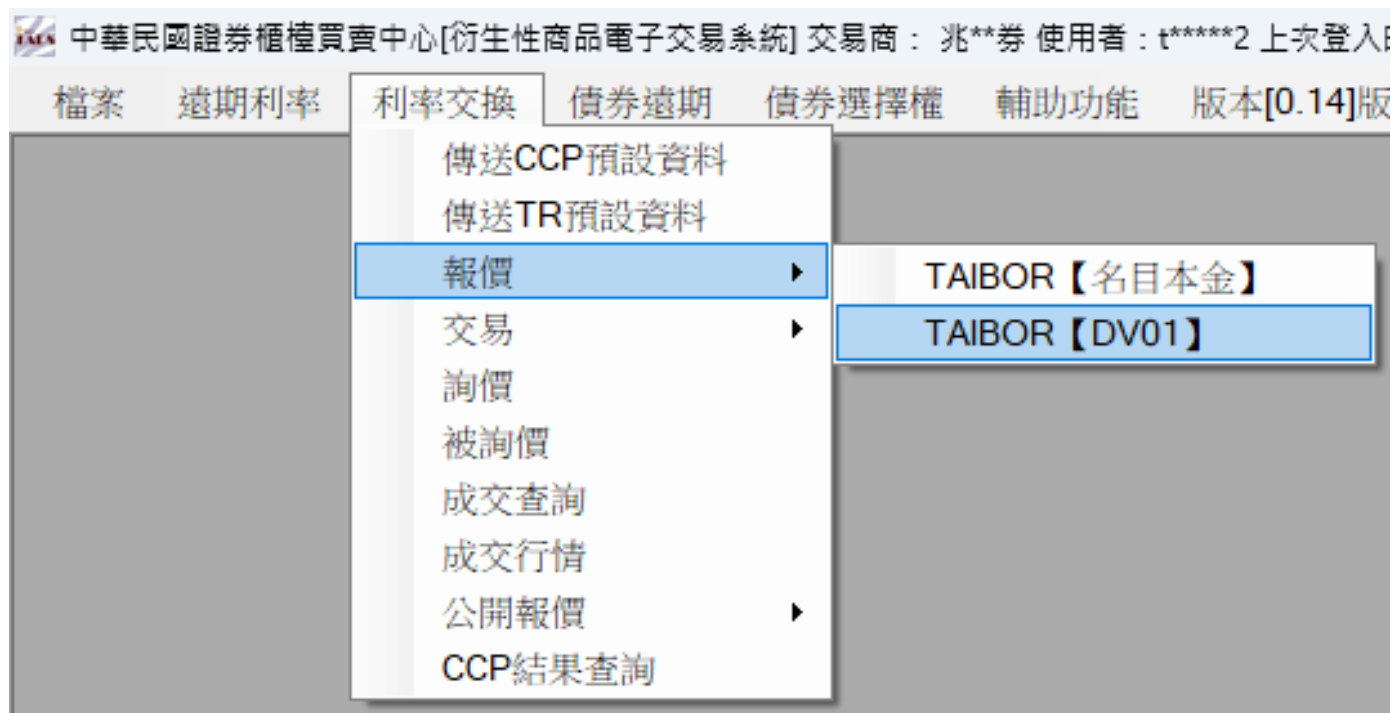 中華民國證券櫃檯買賣中心[衍生性商品電子交易系統] 交易商： 兆**券 使用者：t*****2 上次登入
檔案 遠期利率 利率交換 債券遠期 債券選擇權 輔助功能 版本[0.14]版
傳送CCP預設資料
傳送TR預設資料
報價
TAIBOR【名目本金】
TAIBOR【DV01】
交易
詢價
被詢價
成交查詢
成交行情
公開報價
CCP結果查詢